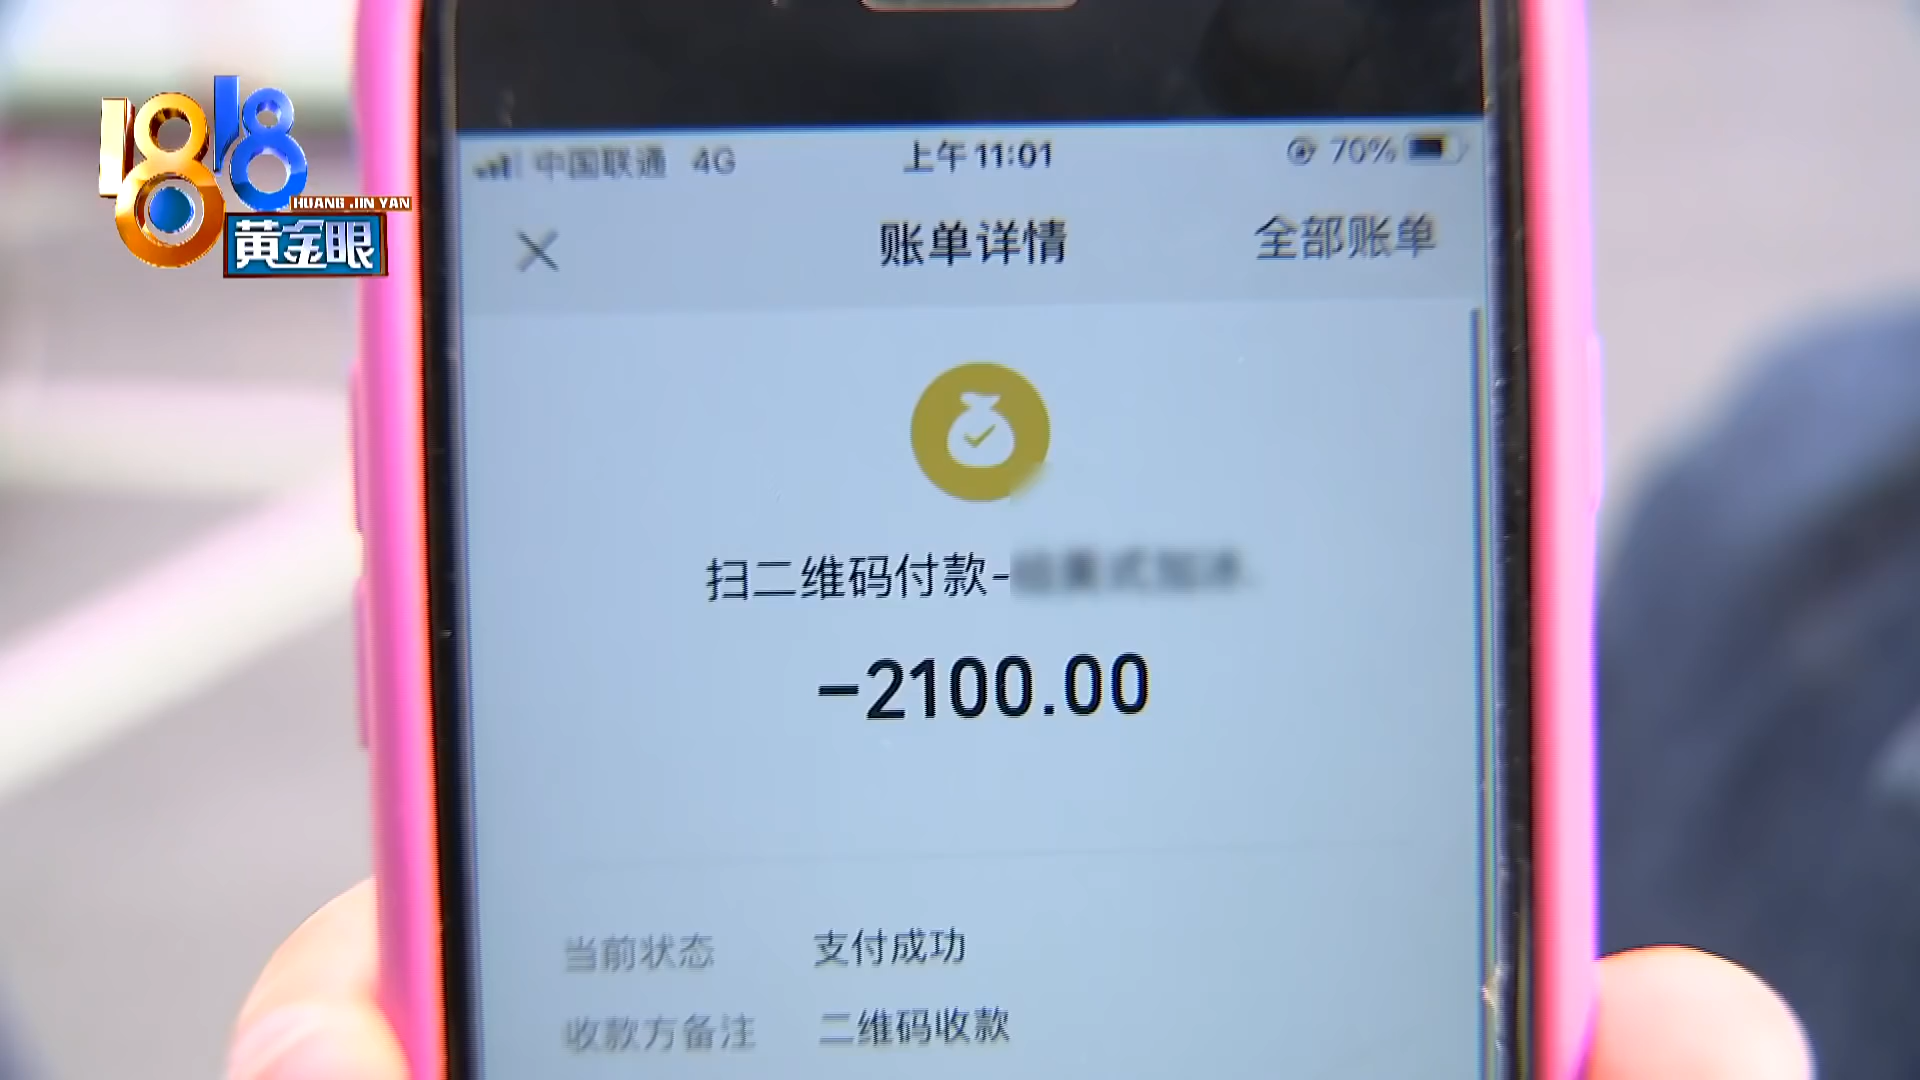 1818
HUANG JIN YAN
黄金眼
中国联通 4G 上午11:01 70%
账单详情 全部账单
扫二维码付款-
-2100.00
当前状态 支付成功
收款方备注 二维码收款